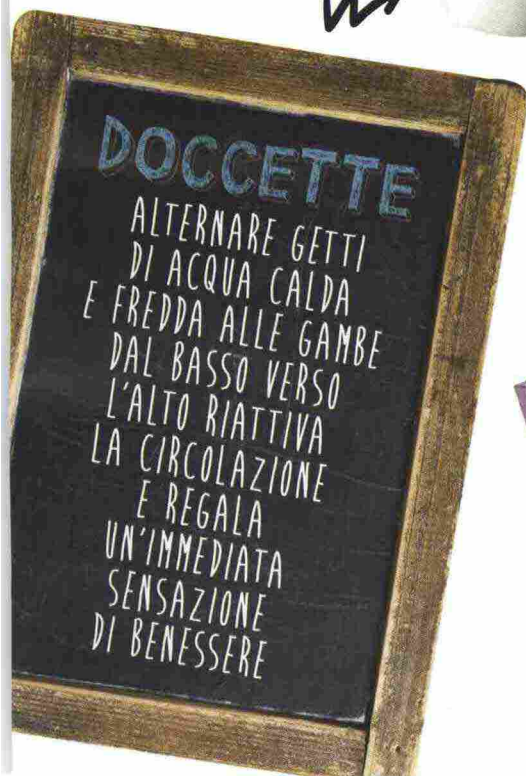 DOCCETTE
ALTERNARE GETTI
DI ACQUA CALDA
E FREDDA ALLE GAMBE
DAL BASSO VERSO
L'ALTO RIATTIVA
LA CIRCOLAZIONE
E REGALA
UN'IMMEDIATA
SENSAZIONE
DI BENESSERE